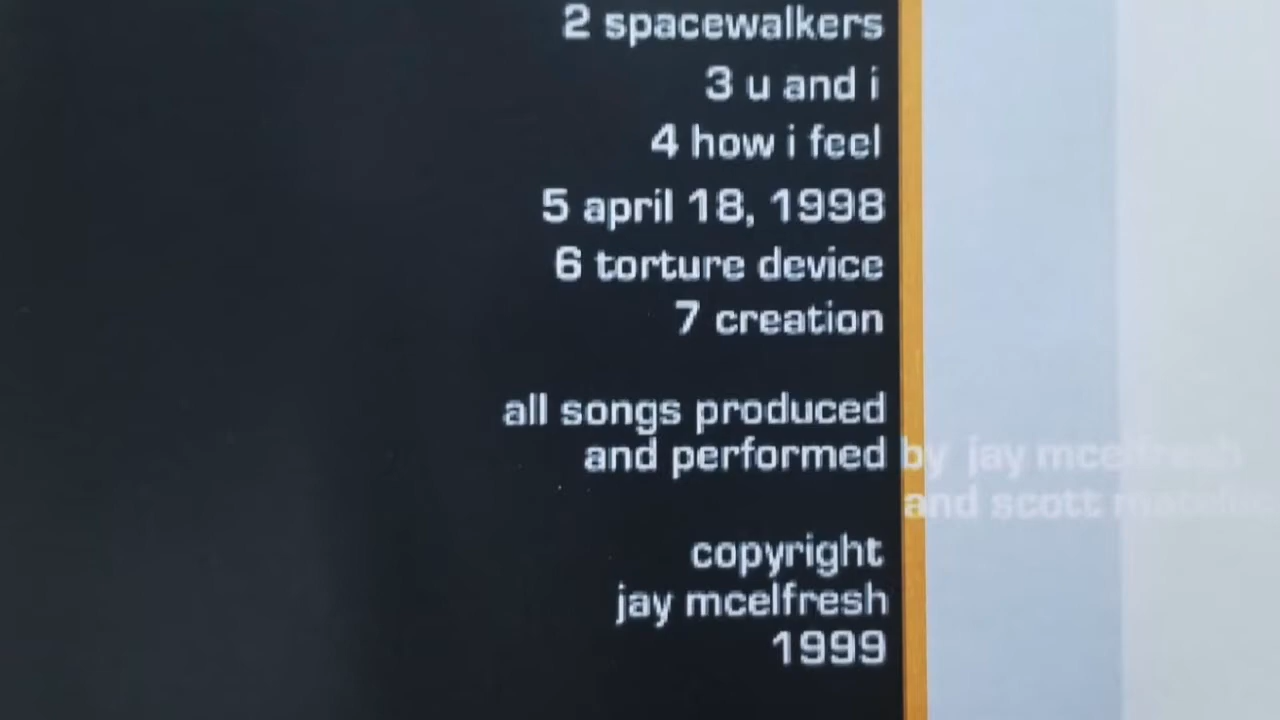 2 spacewalkers
3 u and i
4 how i feel
5 april 18, 1998
6 torture device
7 creation
all songs produced
and performed by jay mcelfresh
and scott
copyright
jay mcelfresh
1999